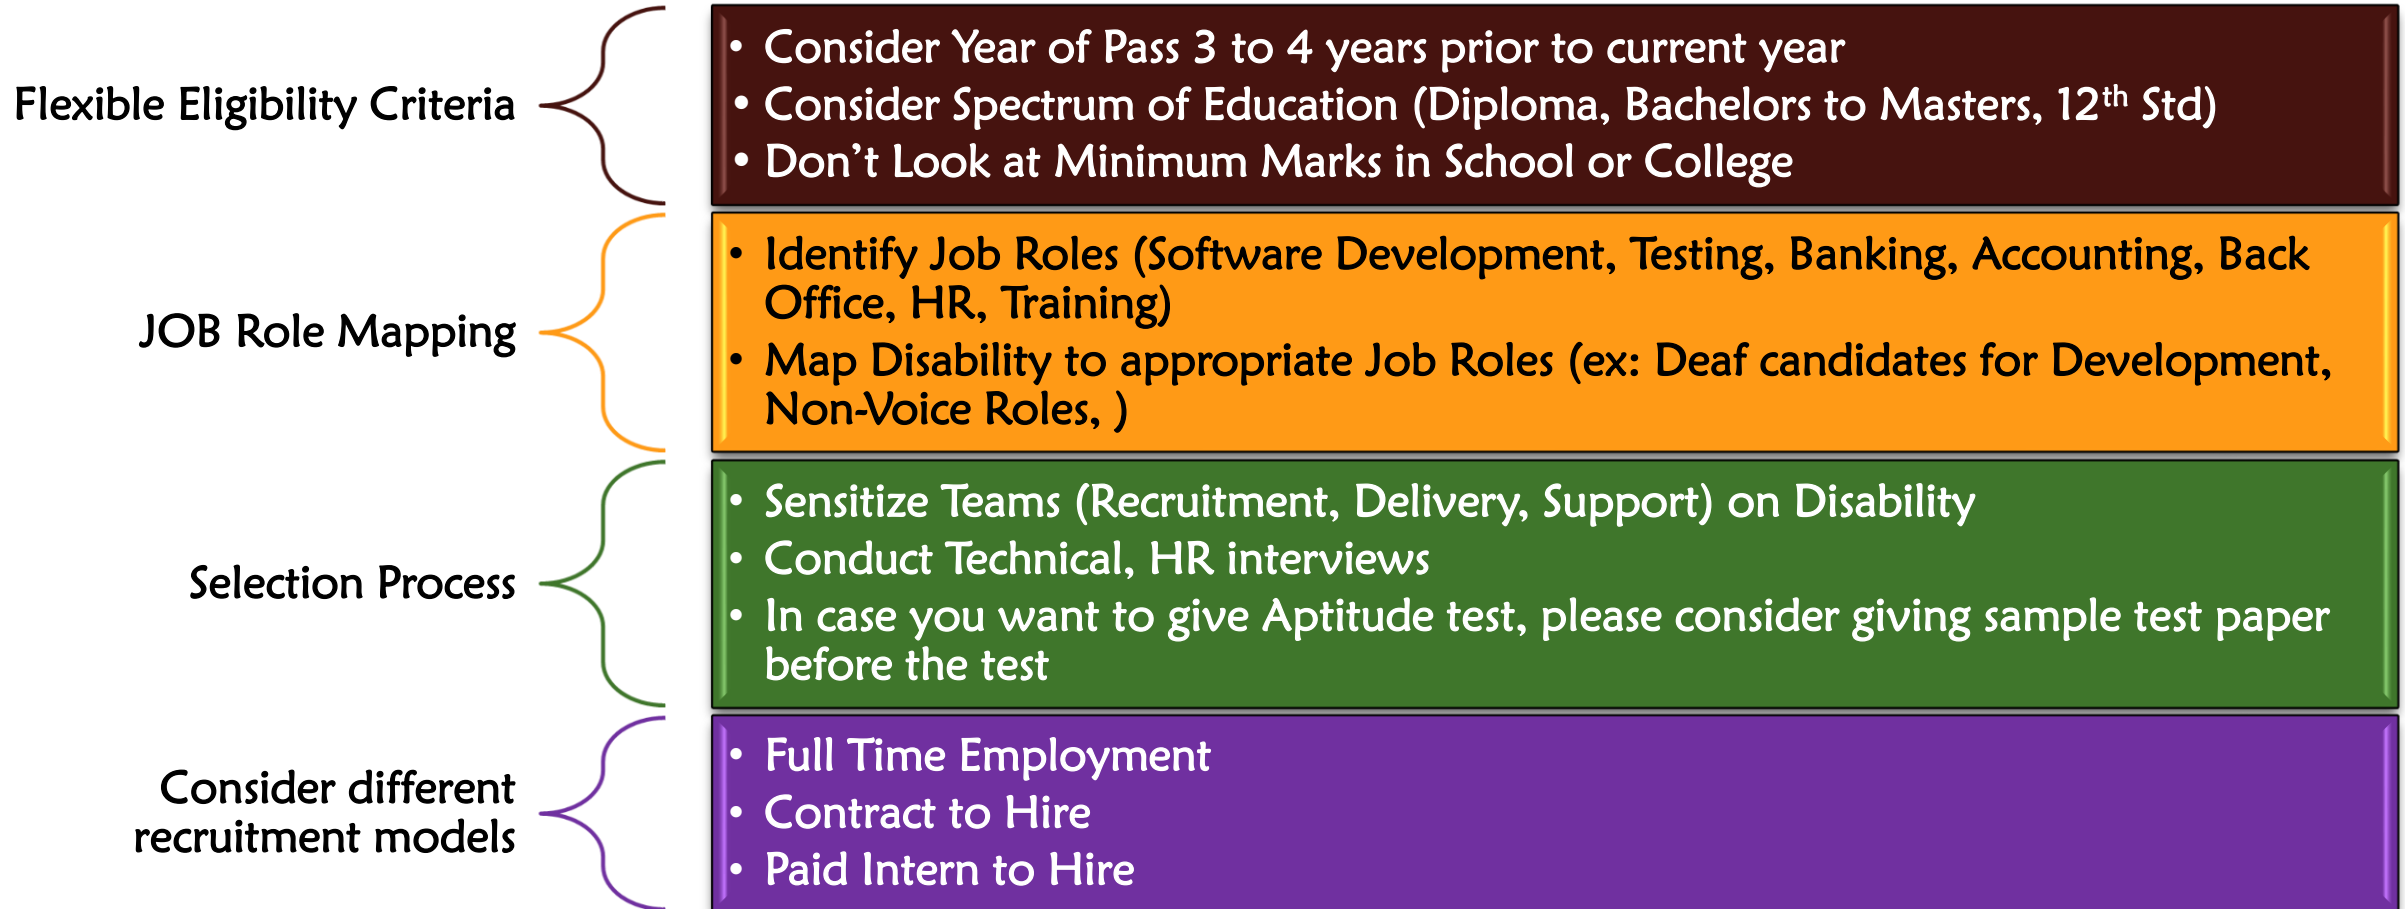 Flexible Eligibility Criteria
• Consider Year of Pass 3 to 4 years prior to current year
• Consider Spectrum of Education (Diploma, Bachelors to Masters, 12th Std)
• Don’t Look at Minimum Marks in School or College
JOB Role Mapping
• Identify Job Roles (Software Development, Testing, Banking, Accounting, Back
Office, HR, Training)
• Map Disability to appropriate Job Roles (ex: Deaf candidates for Development,
Non-Voice Roles, )
Selection Process
• Sensitize Teams (Recruitment, Delivery, Support) on Disability
• Conduct Technical, HR interviews
• In case you want to give Aptitude test, please consider giving sample test paper
before the test
Consider different
recruitment models
• Full Time Employment
• Contract to Hire
• Paid Intern to Hire